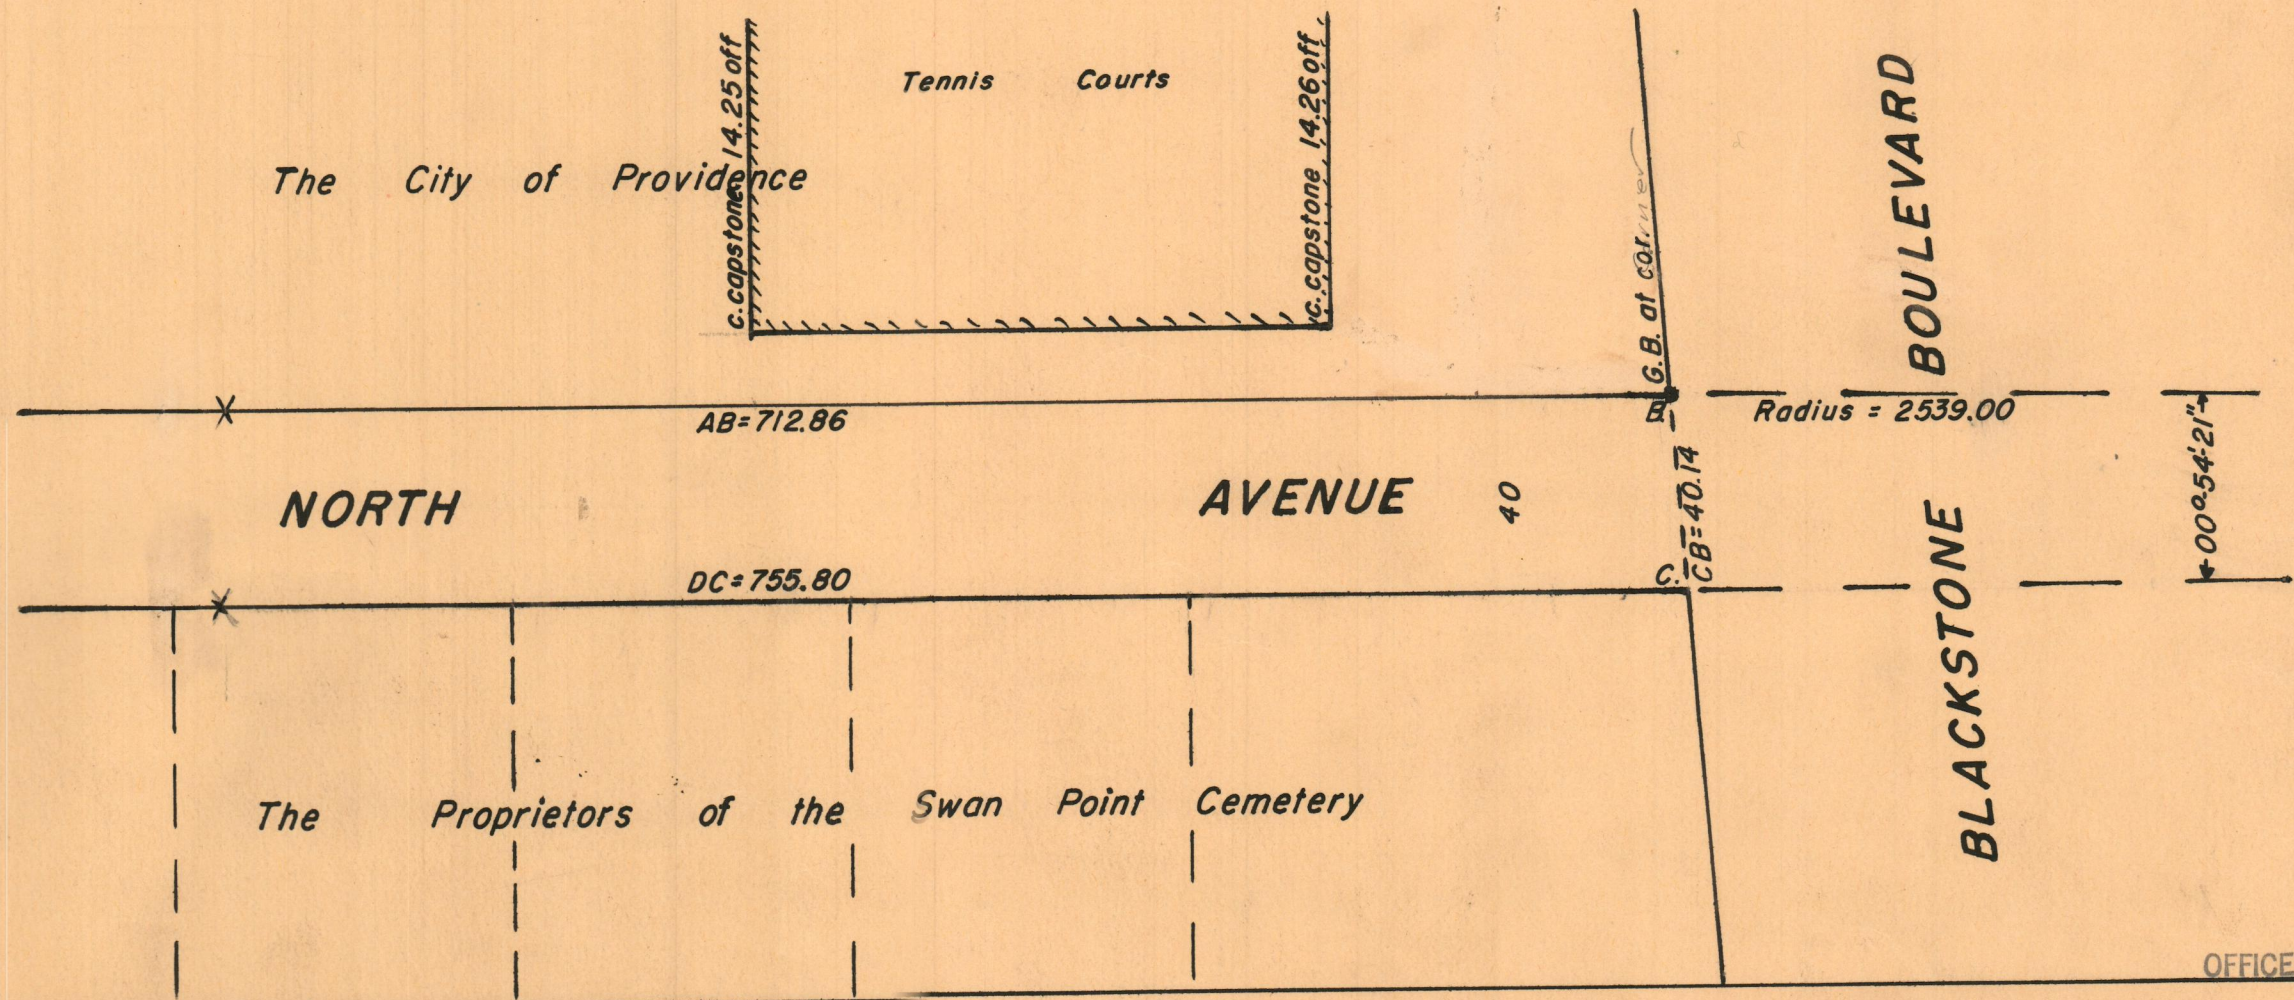 c. capstone 14.25 off
Tennis Courts
c. capstone 14.26 off
The City of Providence
G.B. at cor.
corner
BLACKSTONE BOULEVARD
AB=712.86
B
Radius = 2539.00
00°-54'-21"
NORTH AVENUE 40
CB=40.14
DC=755.80
C.
The Proprietors of the Swan Point Cemetery
OFFICE